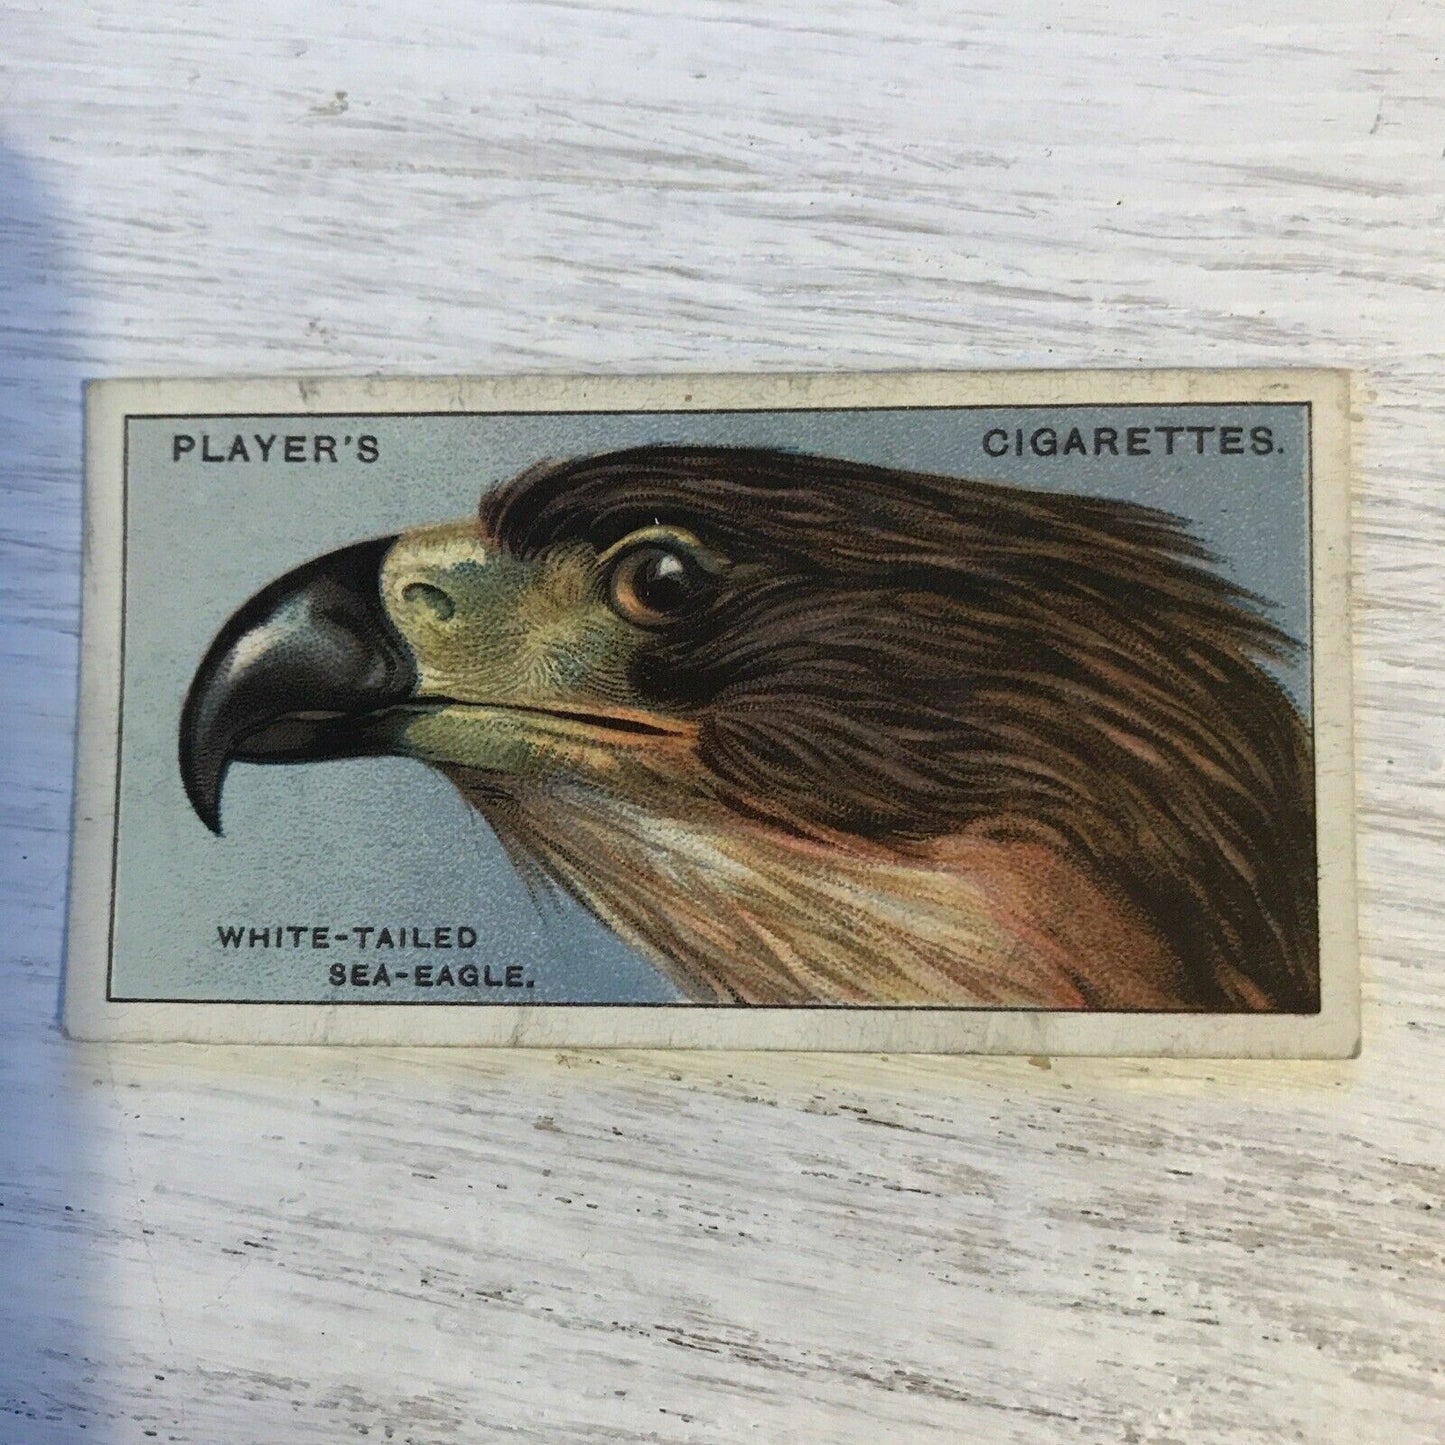 PLAYER'S CIGARETTES.
WHITE-TAILED
SEA-EAGLE.